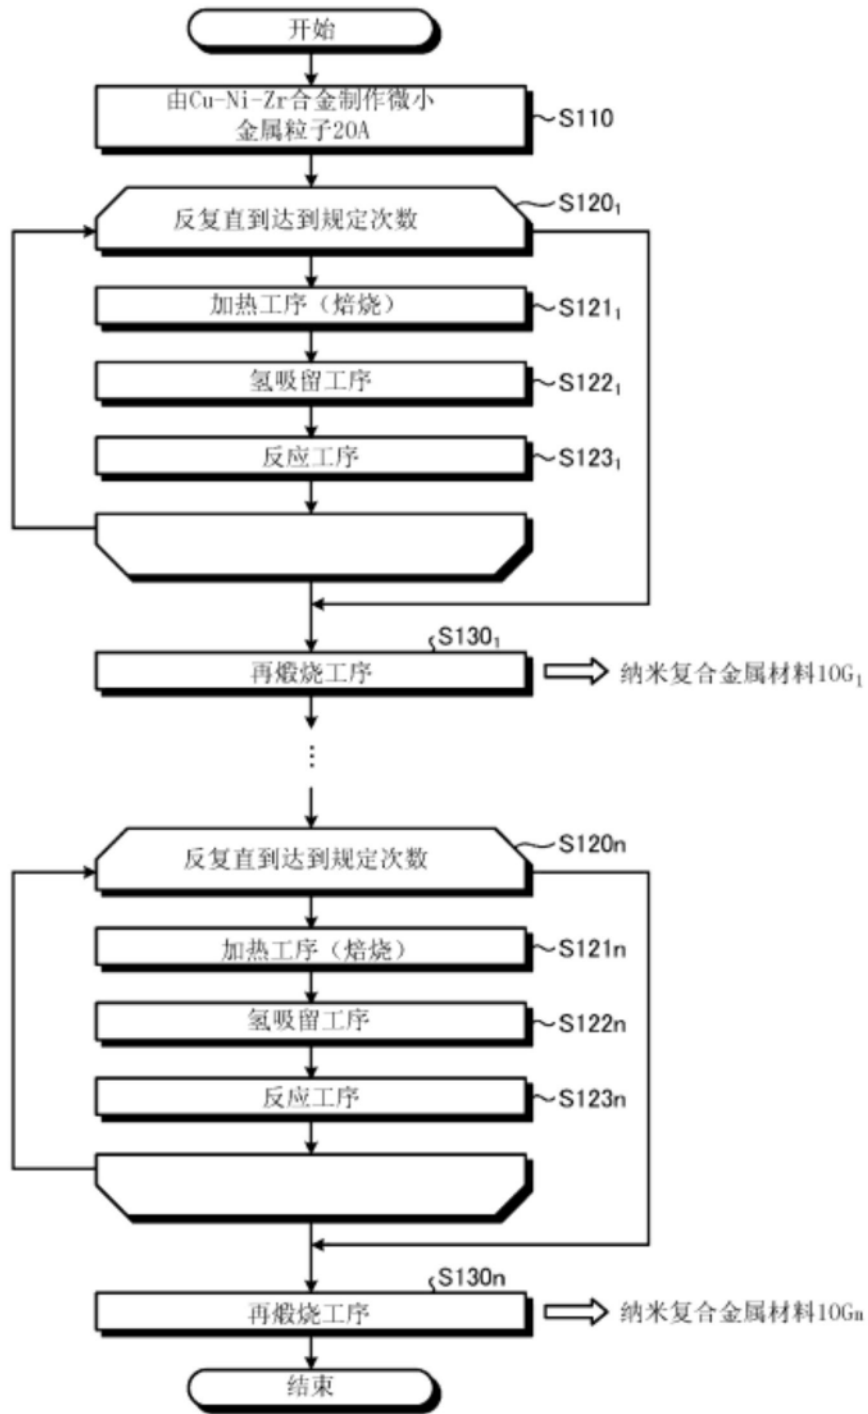 开始
由Cu-Ni-Zr合金制作微小
金属粒子20A
S110
反复直到达到规定次数
S120₁
加热工序（焙烧）
S121₁
氢吸留工序
S122₁
反应工序
S123₁
S130₁
再煅烧工序
纳米复合金属材料10G₁
⋮
反复直到达到规定次数
S120n
加热工序（焙烧）
S121n
氢吸留工序
S122n
反应工序
S123n
S130n
再煅烧工序
纳米复合金属材料10Gn
结束